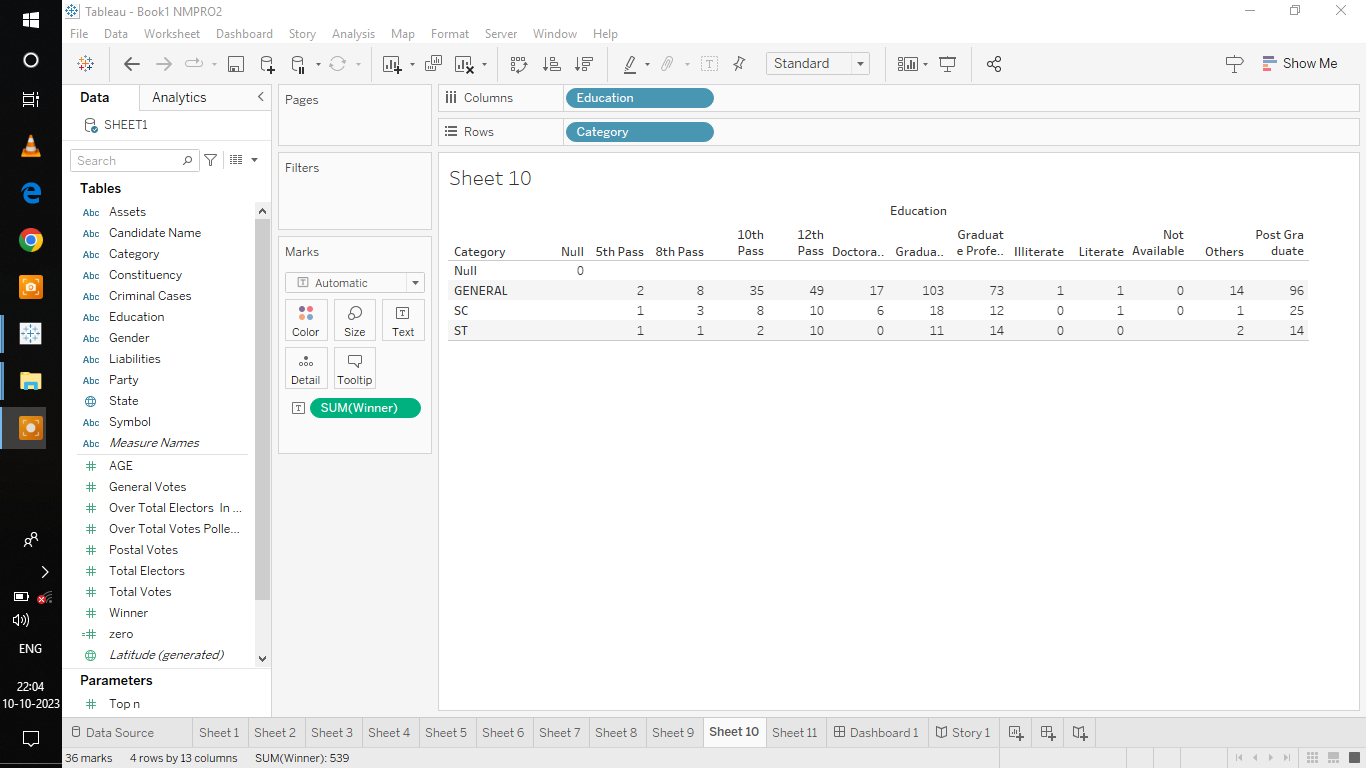 Tableau - Book1 NMPRO2
File Data Worksheet Dashboard Story Analysis Map Format Server Window Help
Standard
Show Me
Data Analytics
SHEET1
Search
Tables
Abc Assets
Abc Candidate Name
Abc Category
Abc Constituency
Abc Criminal Cases
Abc Education
Abc Gender
Abc Liabilities
Abc Party
State
Abc Symbol
Abc Measure Names
# AGE
# General Votes
# Over Total Electors In ...
# Over Total Votes Polle...
# Postal Votes
# Total Electors
# Total Votes
# Winner
=# zero
Latitude (generated)
Parameters
# Top n
Pages
Filters
Marks
T Automatic
Color Size Text
Detail Tooltip
T SUM(Winner)
Columns Education
Rows Category
Sheet 10
Education
Category Null 5th Pass 8th Pass 10th Pass 12th Pass Doctora.. Gradua.. Graduat e Profe.. Illiterate Literate Not Available Others Post Gra duate
Null 0
GENERAL 2 8 35 49 17 103 73 1 1 0 14 96
SC 1 3 8 10 6 18 12 0 1 0 1 25
ST 1 1 2 10 0 11 14 0 0 2 14
Data Source Sheet 1 Sheet 2 Sheet 3 Sheet 4 Sheet 5 Sheet 6 Sheet 7 Sheet 8 Sheet 9 Sheet 10 Sheet 11 Dashboard 1 Story 1
36 marks 4 rows by 13 columns SUM(Winner): 539
ENG
22:04
10-10-2023